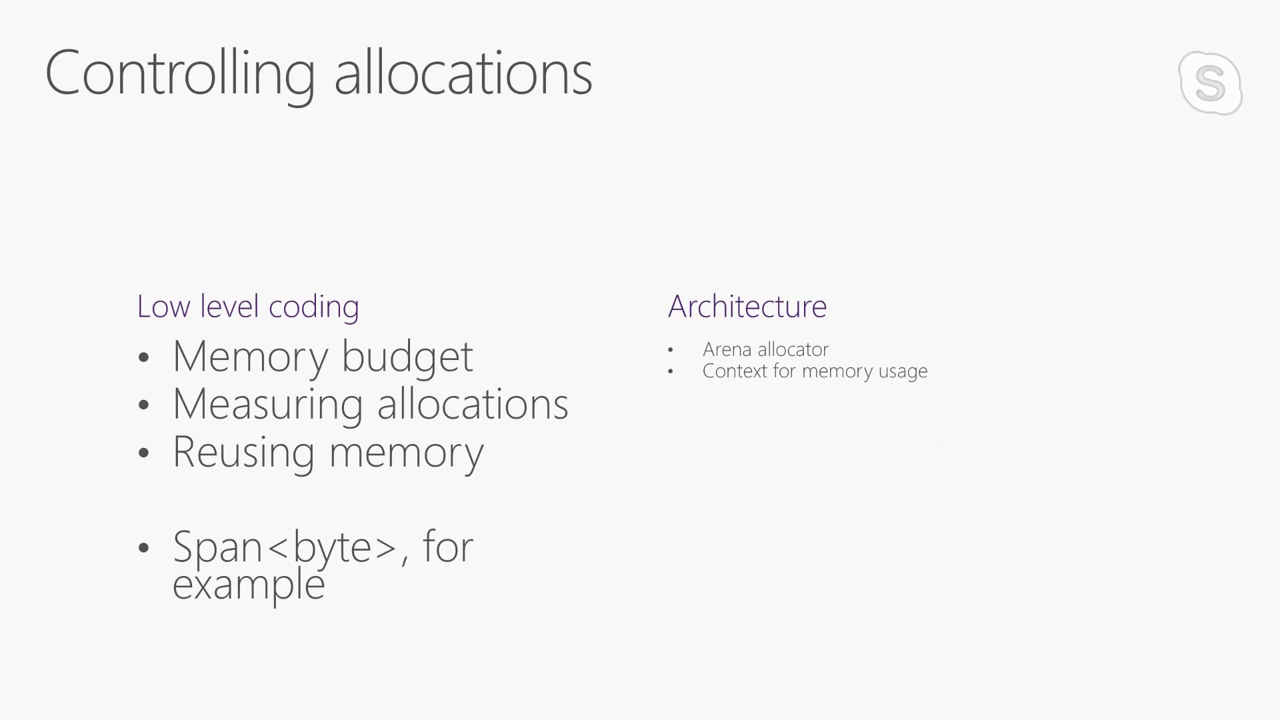 Controlling allocations
S
Low level coding
• Memory budget
• Measuring allocations
• Reusing memory
• Span<byte>, for
example
Architecture
• Arena allocator
• Context for memory usage